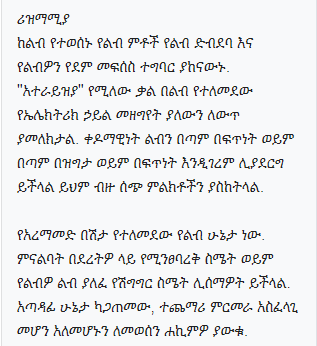 ሪዝማሚያ
ከልብ የተወሰኑ የልብ ምቶች የልብ ድብደባ እና
የልብዎን የደም መፍሰስ ተግባር ያከናውኑ.
"አተራይዝያ" የሚለው ቃል በልብ የተለመደው
የኤሌክትሪክ ኃይል መዘግየት ያለውን ለውጥ
ያመለክታል. ቀዶማዊነት ልብን በጣም በፍጥነት ወይም
በጣም በዝግታ ወይም በፍጥነት እንዲገረም ሊያደርግ
ይችላል ይህም ብዙ ሰጭ ምልክቶችን ያስከትላል.
የአረማመድ በሽታ የተለመደው የልብ ሁኔታ ነው.
ምናልባት በደረትዎ ላይ የሚንፀባረቅ ስሜት ወይም
የልብዎ ልብ ያለፈ የሽግግር ስሜት ሊሰማዎት ይችላል.
አጣዳፊ ሁኔታ ካጋጠመው, ተጨማሪ ምርመራ አስፈላጊ
መሆን አለመሆኑን ለመወሰን ሐኪምዎ ያውቁ.